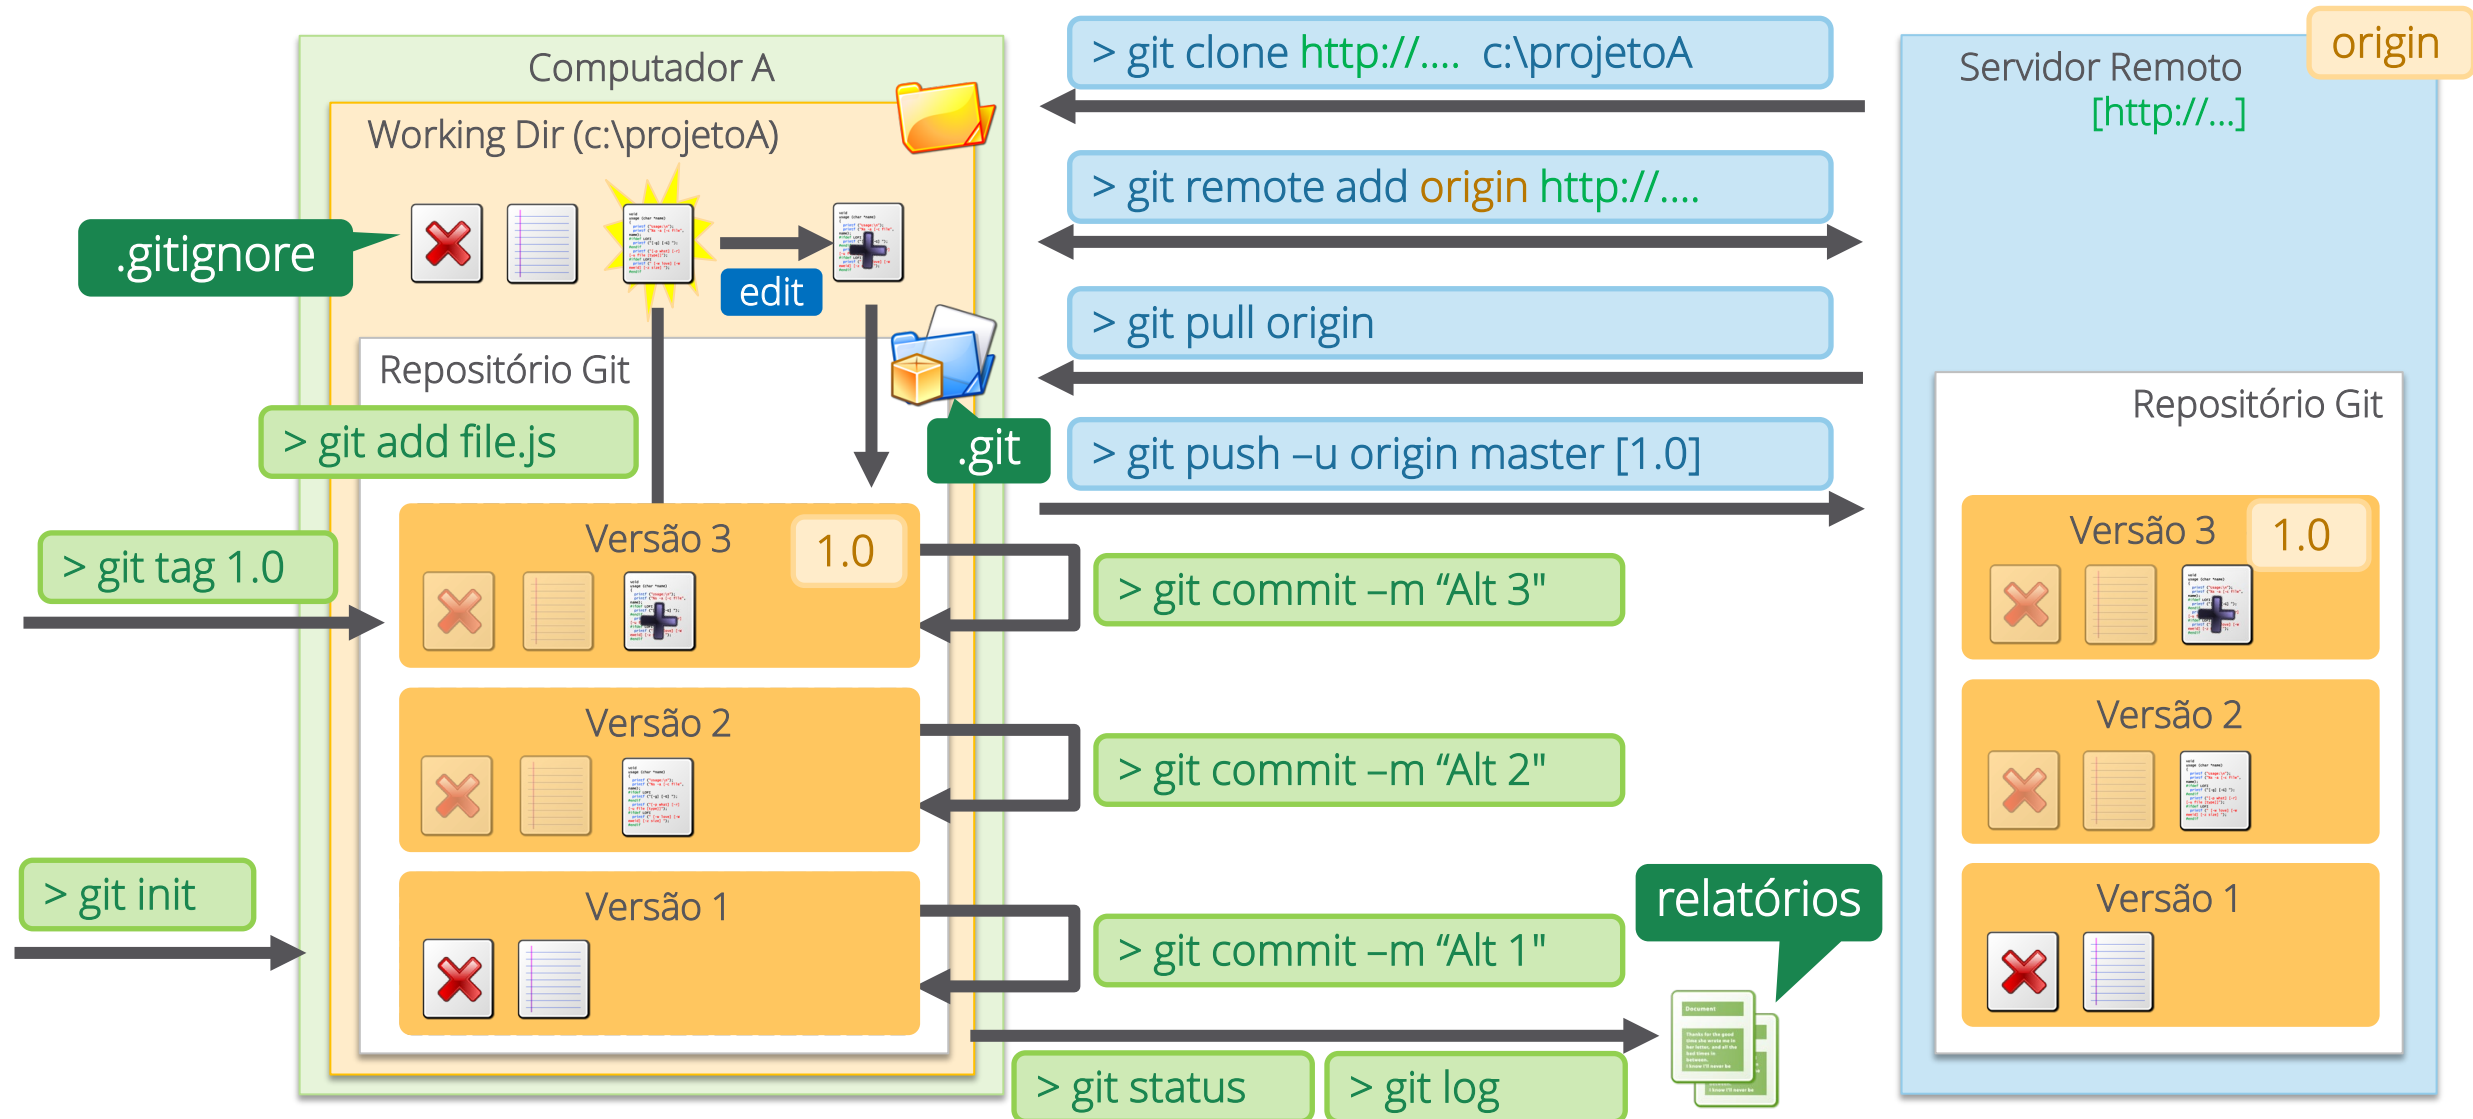 Computador A
Working Dir (c:\projetoA)
.gitignore
edit
Repositório Git
> git add file.js
.git
> git tag 1.0
Versão 3
1.0
Versão 2
> git init
Versão 1
> git clone http://.... c:\projetoA
> git remote add origin http://....
> git pull origin
> git push –u origin master [1.0]
> git commit –m “Alt 3"
> git commit –m “Alt 2"
> git commit –m “Alt 1"
> git status
> git log
relatórios
Document
origin
Servidor Remoto
[http://...]
Repositório Git
Versão 3
1.0
Versão 2
Versão 1